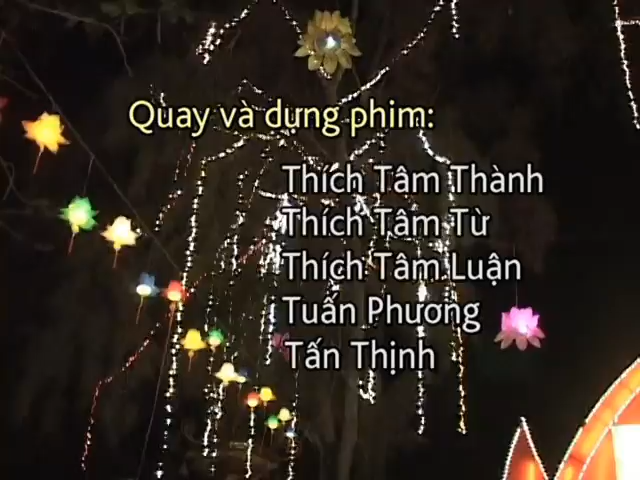 Quay và dựng phim:
Thích Tâm Thành
Thích Tâm Từ
Thích Tâm Luận
Tuấn Phương
Tấn Thịnh